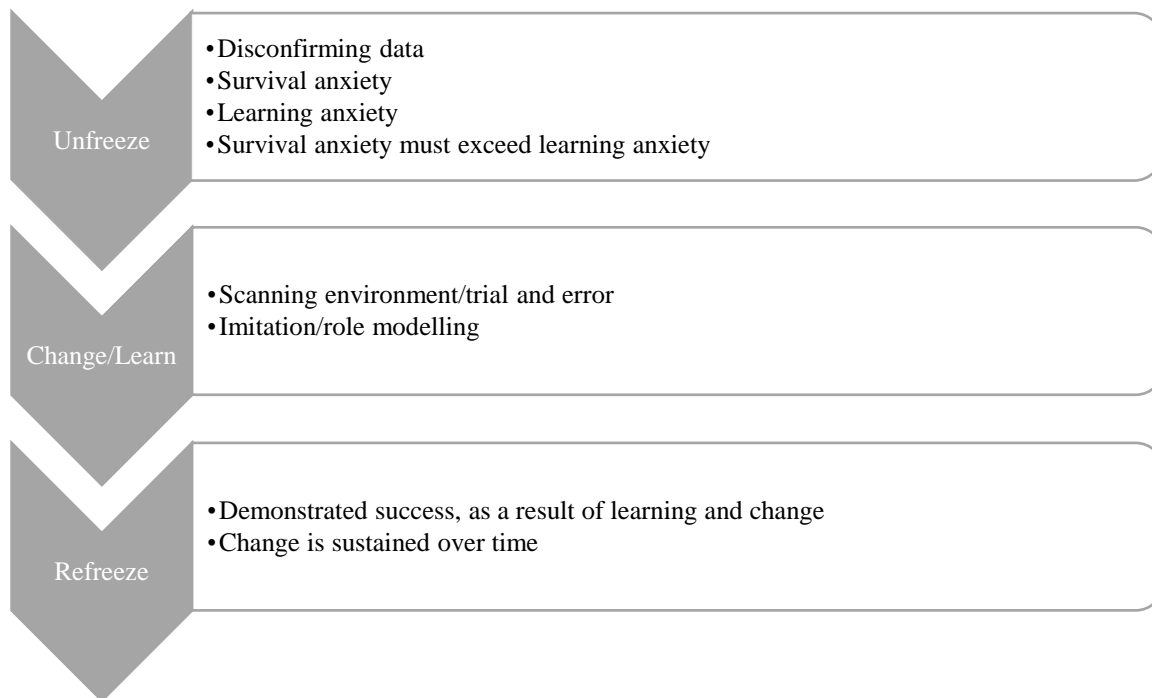 Unfreeze
•Disconfirming data
•Survival anxiety
•Learning anxiety
•Survival anxiety must exceed learning anxiety
Change/Learn
•Scanning environment/trial and error
•Imitation/role modelling
Refreeze
•Demonstrated success, as a result of learning and change
•Change is sustained over time